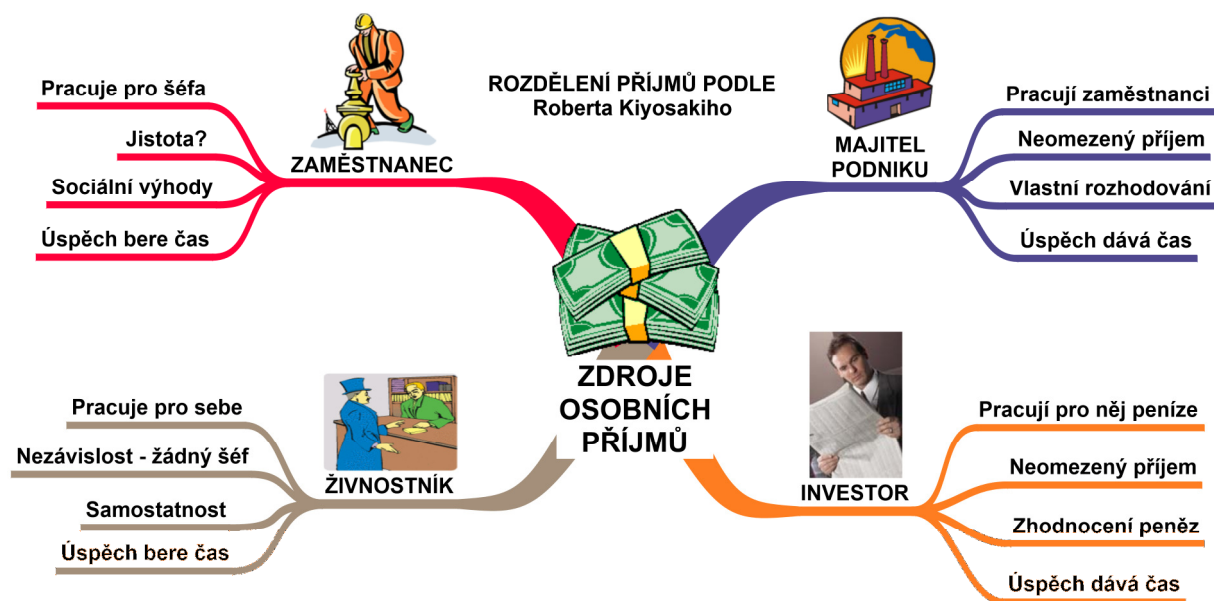 ROZDĚLENÍ PŘÍJMŮ PODLE
Roberta Kiyosakiho
ZAMĚSTNANEC
Pracuje pro šéfa
Jistota?
Sociální výhody
Úspěch bere čas
MAJITEL
PODNIKU
Pracují zaměstnanci
Neomezený příjem
Vlastní rozhodování
Úspěch dává čas
ZDROJE
OSOBNÍCH
PŘÍJMŮ
ŽIVNOSTNÍK
Pracuje pro sebe
Nezávislost - žádný šéf
Samostatnost
Úspěch bere čas
INVESTOR
Pracují pro něj peníze
Neomezený příjem
Zhodnocení peněz
Úspěch dává čas